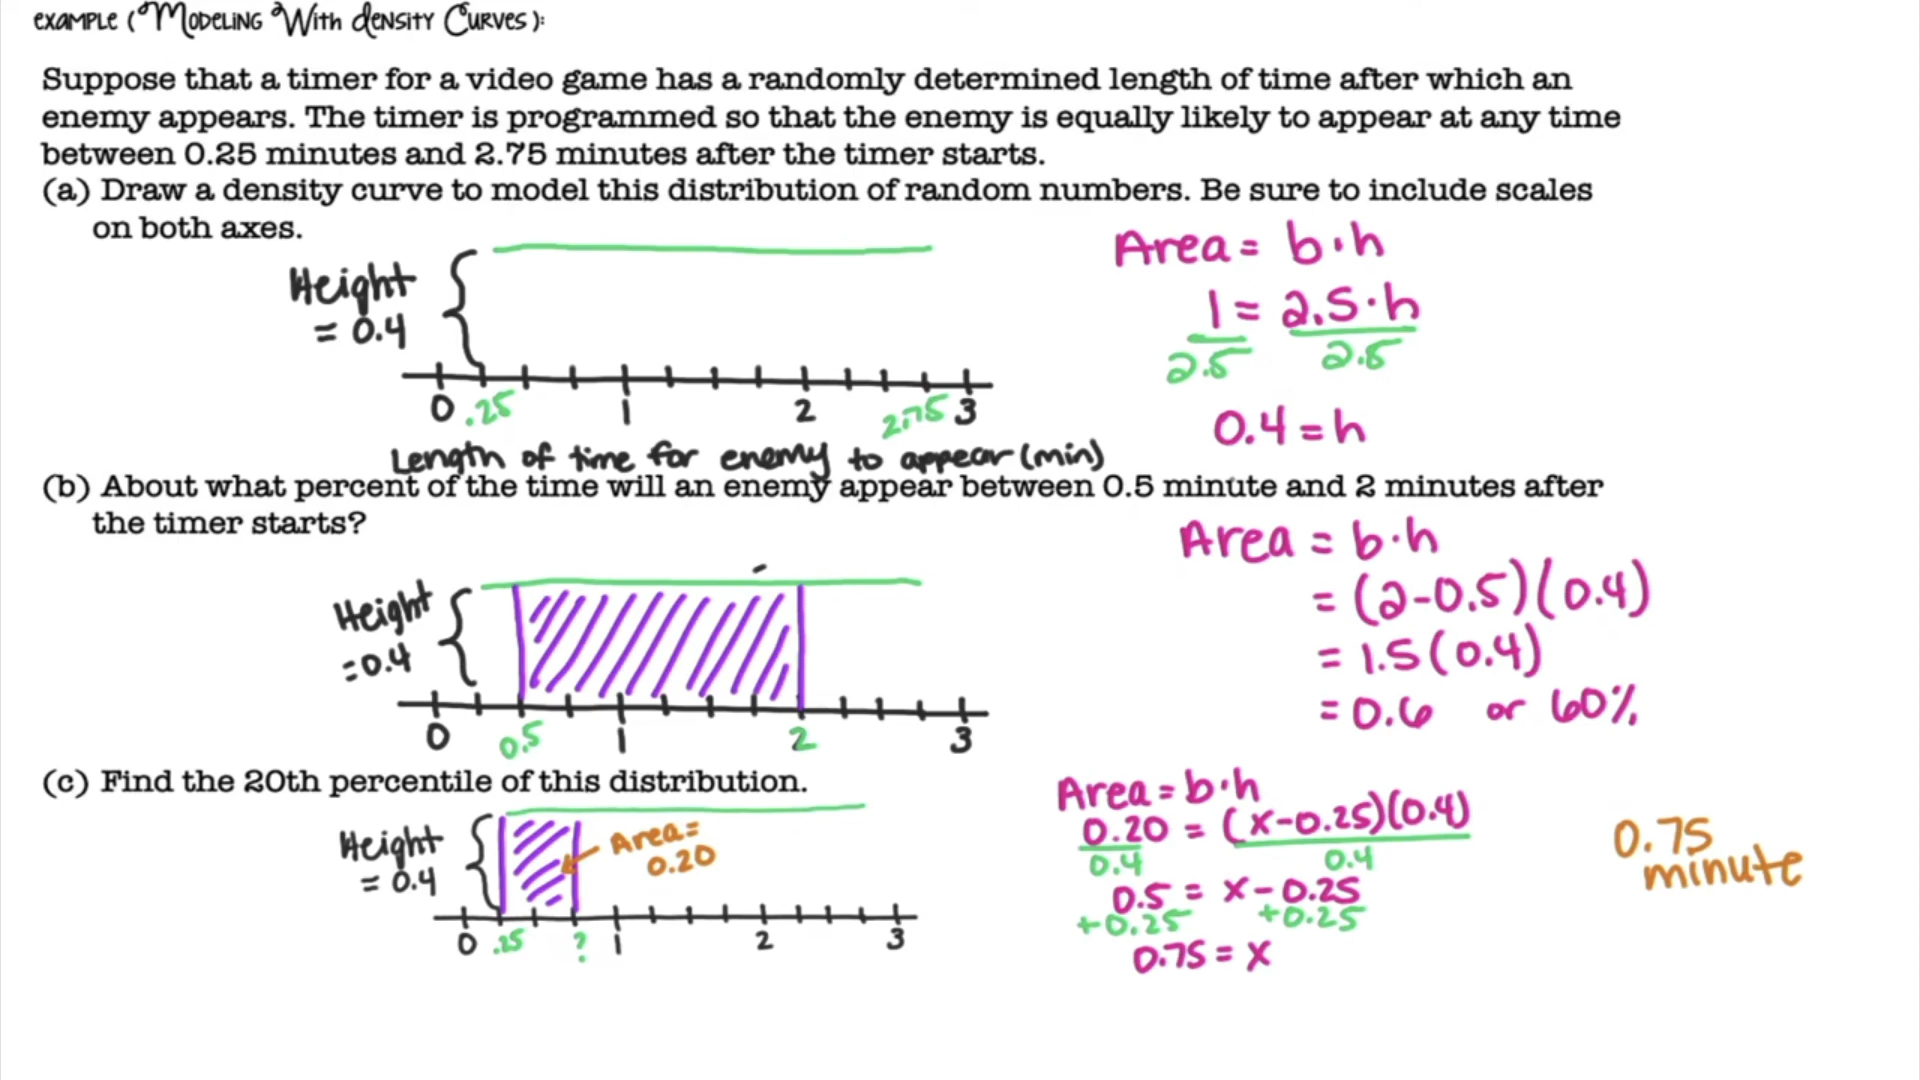 example (Modeling With Density Curves):
Suppose that a timer for a video game has a randomly determined length of time after which an
enemy appears. The timer is programmed so that the enemy is equally likely to appear at any time
between 0.25 minutes and 2.75 minutes after the timer starts.
(a) Draw a density curve to model this distribution of random numbers. Be sure to include scales
on both axes.
Height
= 0.4
0 .25 1 2 2.75 3
Length of time for enemy to appear (min)
Area = b·h
1 = 2.5·h
2.5 2.5
0.4 = h
(b) About what percent of the time will an enemy appear between 0.5 minute and 2 minutes after
the timer starts?
Height
= 0.4
0 0.5 1 2 3
Area = b·h
= (2-0.5)(0.4)
= 1.5(0.4)
= 0.6 or 60%
(c) Find the 20th percentile of this distribution.
Height
= 0.4
Area =
0.20
0 .25 ? 1 2 3
Area = b·h
0.20 = (x-0.25)(0.4)
0.4 0.4
0.5 = x-0.25
+0.25 +0.25
0.75 = x
0.75
minute